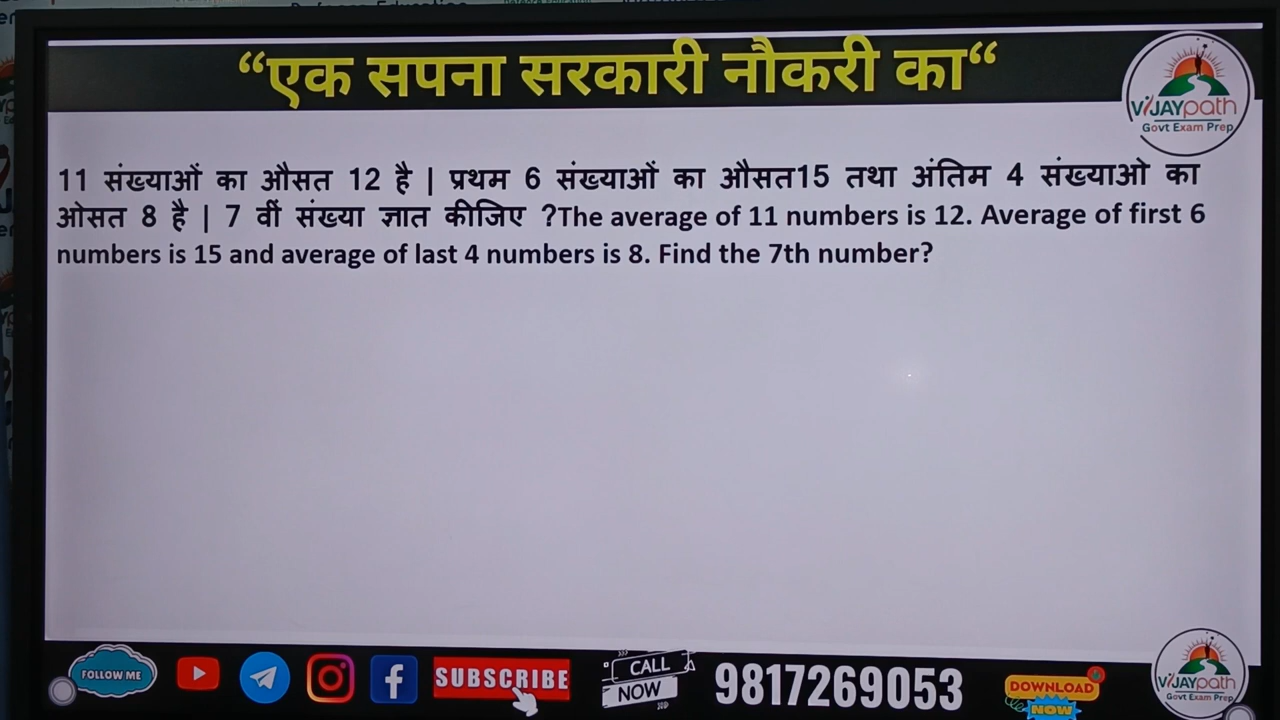 “एक सपना सरकारी नौकरी का“
VIJAYpath
Govt Exam Prep
11 संख्याओं का औसत 12 है | प्रथम 6 संख्याओं का औसत15 तथा अंतिम 4 संख्याओ का
ओसत 8 है | 7 वीं संख्या ज्ञात कीजिए ?The average of 11 numbers is 12. Average of first 6
numbers is 15 and average of last 4 numbers is 8. Find the 7th number?
FOLLOW ME
SUBSCRIBE
CALL
NOW
9817269053
DOWNLOAD
NOW
VIJAYpath
Govt Exam Prep